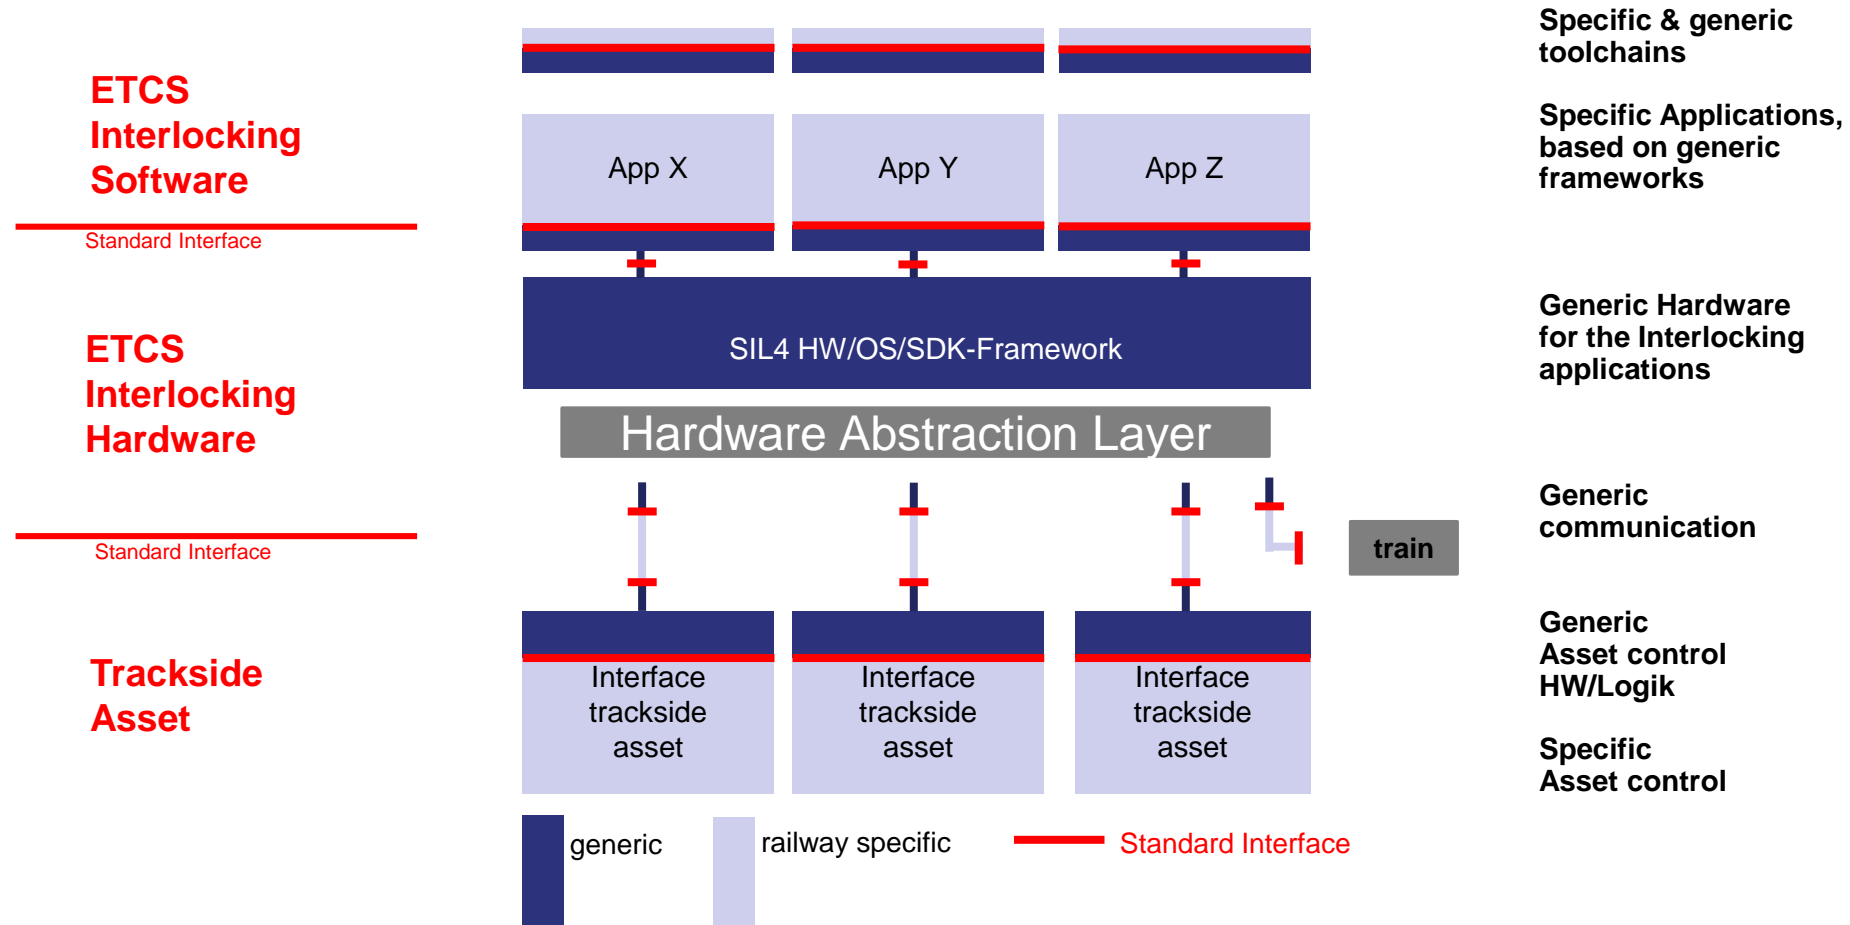 ETCS
Interlocking
Software
Standard Interface
ETCS
Interlocking
Hardware
Standard Interface
Trackside
Asset
App X
App Y
App Z
SIL4 HW/OS/SDK-Framework
Hardware Abstraction Layer
train
Interface
trackside
asset
Interface
trackside
asset
Interface
trackside
asset
generic
railway specific
Standard Interface
Specific & generic
toolchains
Specific Applications,
based on generic
frameworks
Generic Hardware
for the Interlocking
applications
Generic
communication
Generic
Asset control
HW/Logik
Specific
Asset control